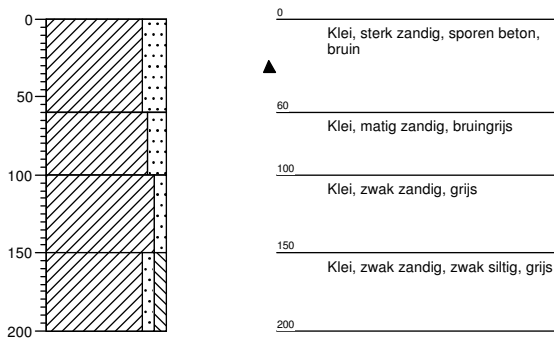 0
50
100
150
200
0
Klei, sterk zandig, sporen beton,
bruin
60
Klei, matig zandig, bruingrijs
100
Klei, zwak zandig, grijs
150
Klei, zwak zandig, zwak siltig, grijs
200